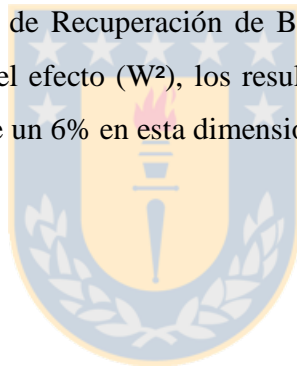 de Recuperación de B
el efecto (W²), los resul
e un 6% en esta dimensió